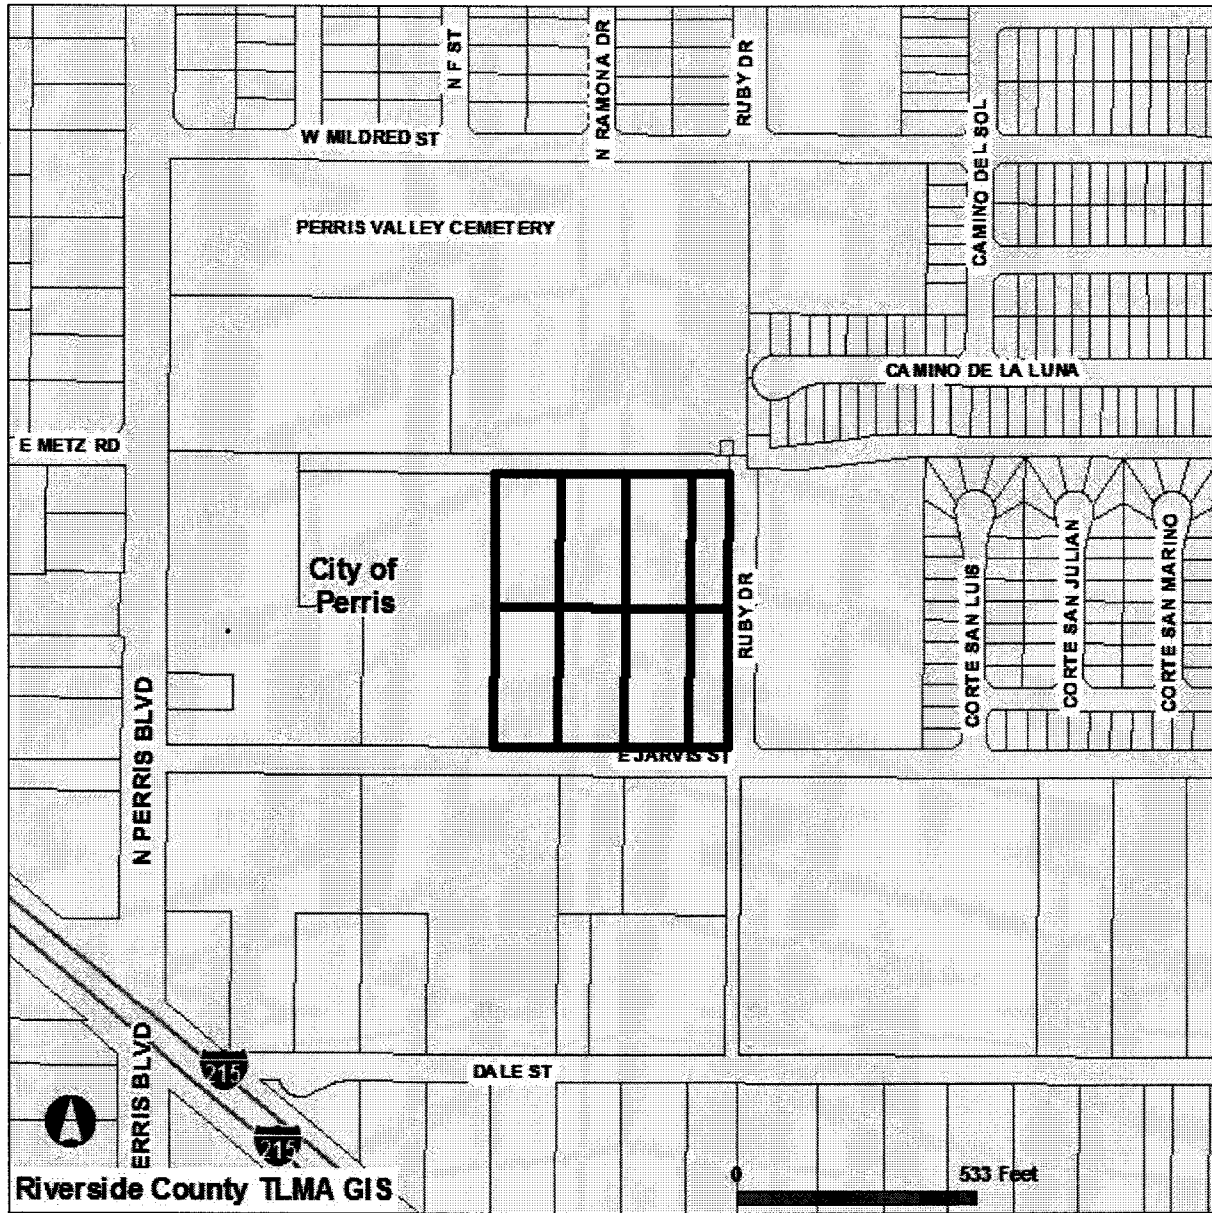 N F ST
N RAMONA DR
RUBY DR
W MILDRED ST
CAMINO DEL SOL
PERRIS VALLEY CEMETERY
CAMINO DE LA LUNA
E METZ RD
City of
Perris
RUBY DR
CORTE SAN LUIS
CORTE SAN JULIAN
CORTE SAN MARINO
N PERRIS BLVD
E JARVIS ST
215
DALE ST
215
ERRIS BLVD
Riverside County TLMA GIS
0
533 Feet